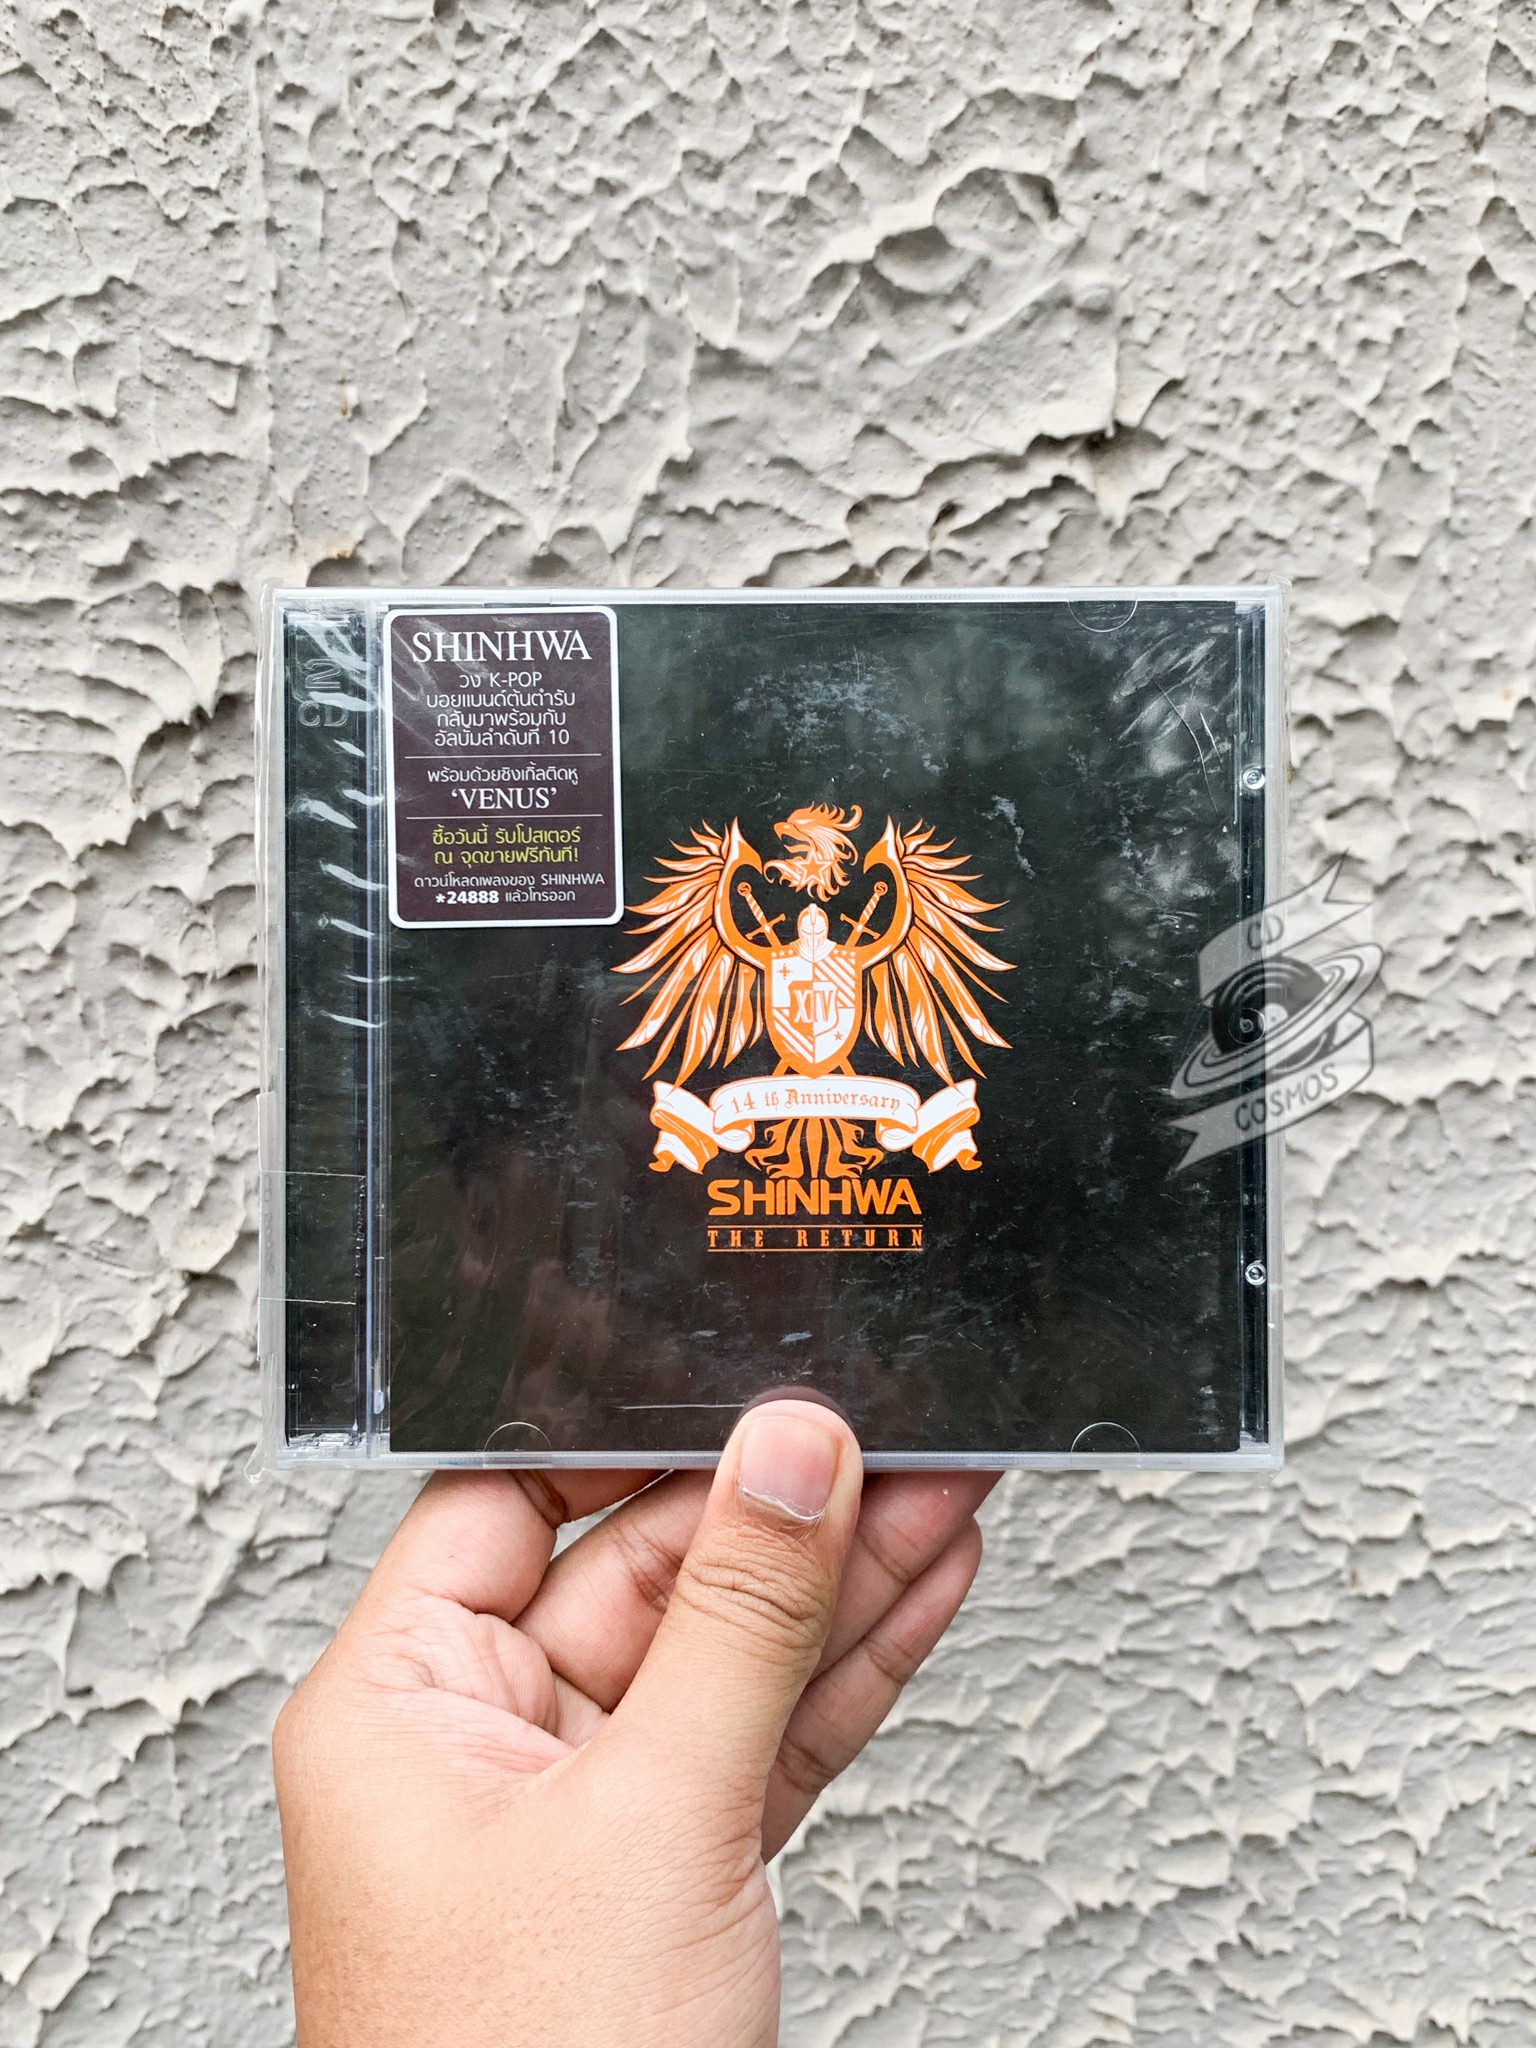 2
CD
SHINHWA
วง K-POP
บอยแบนด์ต้นตำรับ
กลับมาพร้อมกับ
อัลบั้มลำดับที่ 10
พร้อมด้วยซิงเกิ้ลติดหู
‘VENUS’
ซื้อวันนี้ รับโปสเตอร์
ณ จุดขายฟรีทันที!
ดาวน์โหลดเพลงของ SHINHWA
*24888 แล้วโทรออก
XIV
14 th Anniversary
SHINHWA
THE RETURN
CD
COSMOS